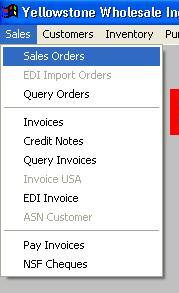 Yellowstone Wholesale Inc
Sales Customers Inventory Pu
Sales Orders
EDI Import Orders
Query Orders
Invoices
Credit Notes
Query Invoices
Invoice USA
EDI Invoice
ASN Customer
Pay Invoices
NSF Cheques